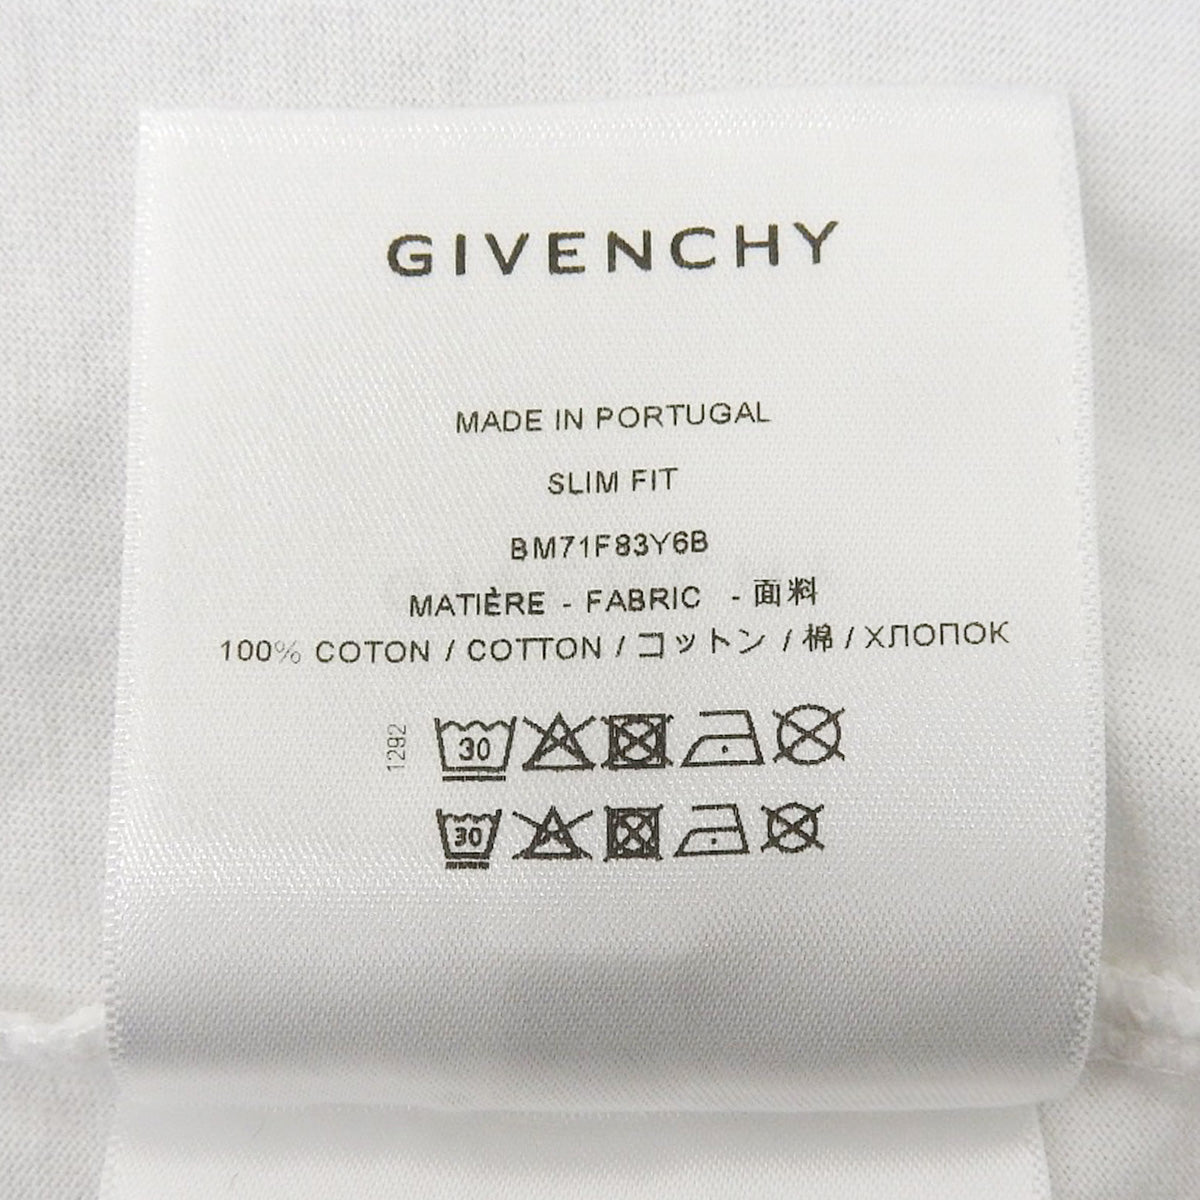 GIVENCHY
MADE IN PORTUGAL
SLIM FIT
BM71F83Y6B
MATIÈRE - FABRIC - 面料
100% COTON / COTTON / コットン / 棉 / ХЛОПОК
1292
30
30